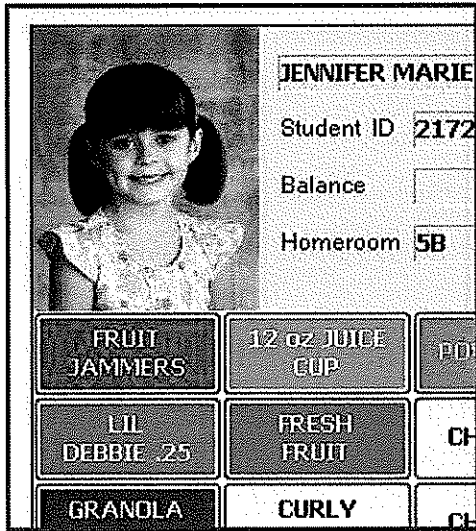 JENNIFER MARIE
Student ID 2172
Balance
Homeroom 5B
FRUIT
JAMMERS
12 oz JUICE
CUP
LIL
DEBBIE .25
FRESH
FRUIT
GRANOLA
CURLY